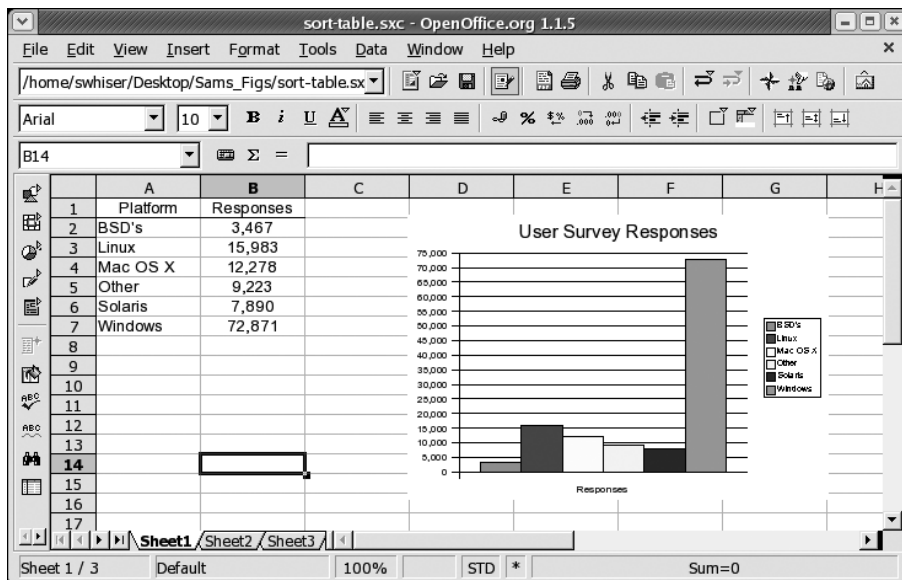 sort-table.sxc - OpenOffice.org 1.1.5
File Edit View Insert Format Tools Data Window Help
/home/swhiser/Desktop/Sams_Figs/sort-table.sx
Arial 10 B i U A
B14 Σ =
A B C D E F G H
1 Platform Responses
2 BSD's 3,467
3 Linux 15,983
4 Mac OS X 12,278
5 Other 9,223
6 Solaris 7,890
7 Windows 72,871
8
9
10
11
12
13
14
15
16
17
User Survey Responses
75,000
70,000
65,000
60,000
55,000
50,000
45,000
40,000
35,000
30,000
25,000
20,000
15,000
10,000
5,000
0
Responses
BSD's
Linux
Mac OS X
Other
Solaris
Windows
Sheet1 Sheet2 Sheet3
Sheet 1 / 3 Default 100% STD * Sum=0